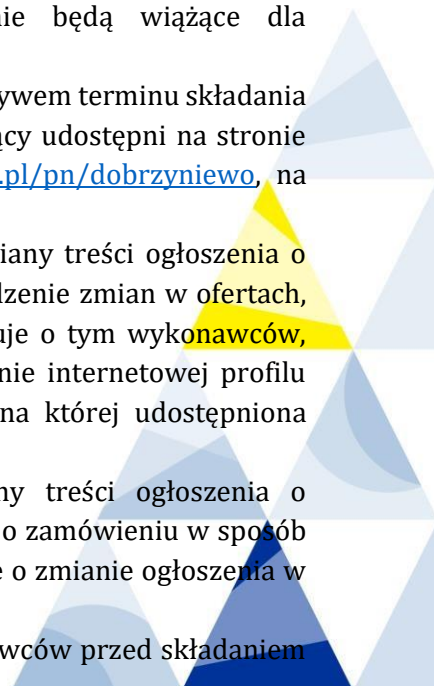 nie będą wiążące dla
ywem terminu składania
ący udostępni na stronie
.pl/pn/dobrzyniewo, na
iany treści ogłoszenia o
dzenie zmian w ofertach,
uje o tym wykonawców,
nie internetowej profilu
na której udostępniona
ny treści ogłoszenia o
o zamówieniu w sposób
e o zmianie ogłoszenia w
wców przed składaniem